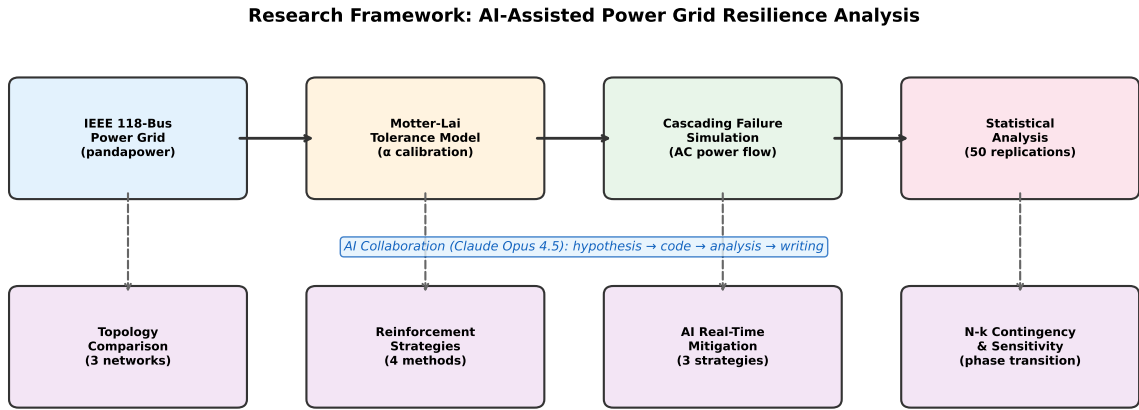 Research Framework: AI-Assisted Power Grid Resilience Analysis
IEEE 118-Bus
Power Grid
(pandapower)
Motter-Lai
Tolerance Model
(α calibration)
Cascading Failure
Simulation
(AC power flow)
Statistical
Analysis
(50 replications)
AI Collaboration (Claude Opus 4.5): hypothesis → code → analysis → writing
Topology
Comparison
(3 networks)
Reinforcement
Strategies
(4 methods)
AI Real-Time
Mitigation
(3 strategies)
N-k Contingency
& Sensitivity
(phase transition)